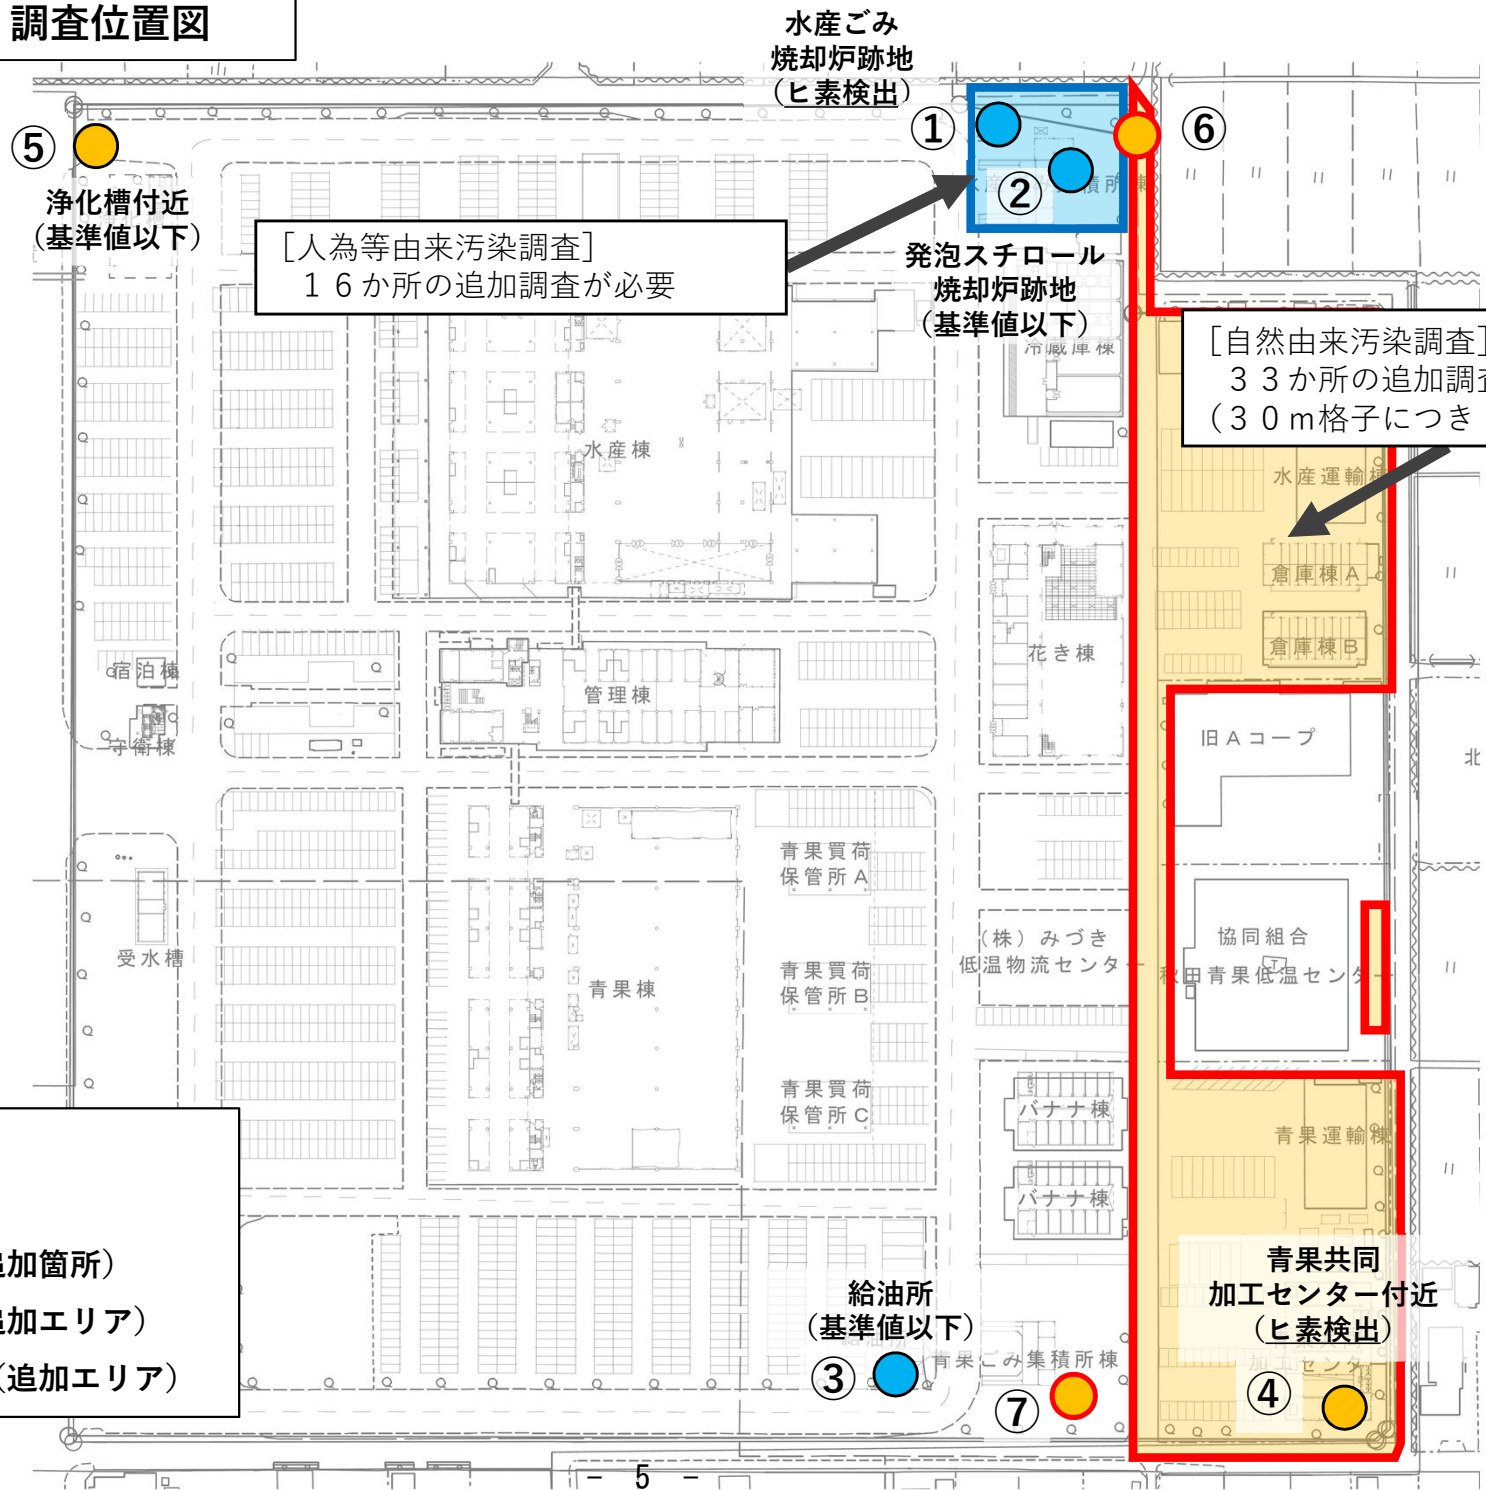 調査位置図
水産ごみ
焼却炉跡地
（ヒ素検出）
①
②
⑥
⑤
浄化槽付近
（基準値以下）
［人為等由来汚染調査］
１６か所の追加調査が必要
発泡スチロール
焼却炉跡地
（基準値以下）
冷蔵庫棟
［自然由来汚染調査］
３３か所の追加調査
（３０ｍ格子につき
水産棟
水産運輸棟
倉庫棟Ａ
倉庫棟Ｂ
花き棟
宿泊棟
守衛棟
管理棟
旧Ａコープ
北
青果買荷
保管所Ａ
（株）みづき
低温物流センター
協同組合
秋田青果低温センター
受水槽
青果棟
青果買荷
保管所Ｂ
青果買荷
保管所Ｃ
バナナ棟
バナナ棟
青果運輸棟
追加箇所）
追加エリア）
（追加エリア）
給油所
（基準値以下）
③
青果ごみ集積所棟
⑦
青果共同
加工センター付近
（ヒ素検出）
④
－ 5 －